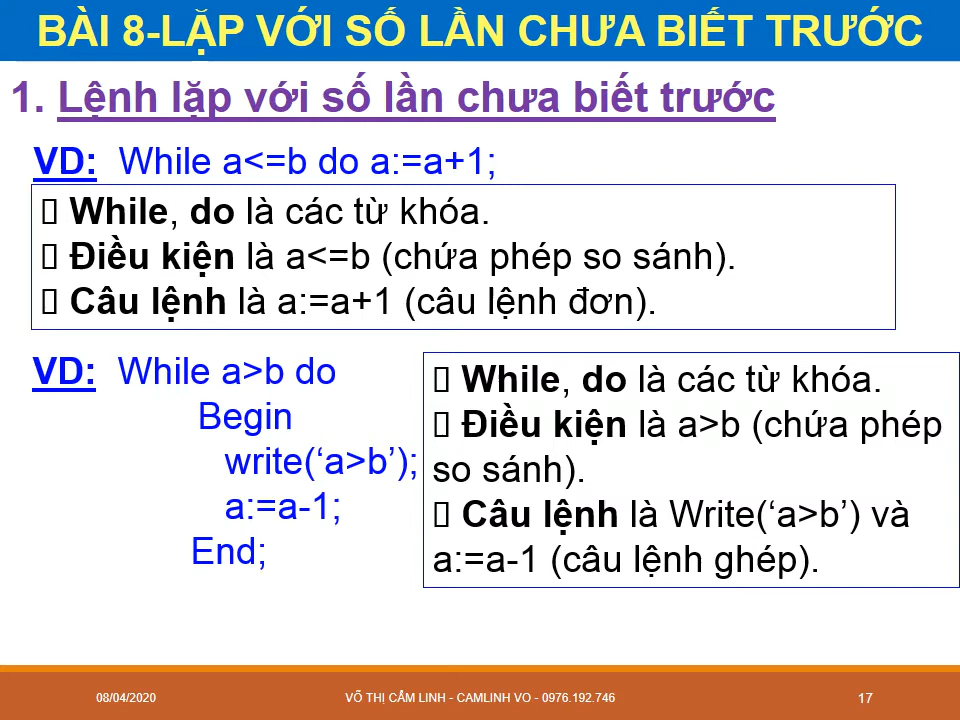 BÀI 8-LẶP VỚI SỐ LẦN CHƯA BIẾT TRƯỚC
1. Lệnh lặp với số lần chưa biết trước
VD: While a<=b do a:=a+1;
▯ While, do là các từ khóa.
▯ Điều kiện là a<=b (chứa phép so sánh).
▯ Câu lệnh là a:=a+1 (câu lệnh đơn).
VD: While a>b do
Begin
write(‘a>b’);
a:=a-1;
End;
▯ While, do là các từ khóa.
▯ Điều kiện là a>b (chứa phép
so sánh).
▯ Câu lệnh là Write(‘a>b’) và
a:=a-1 (câu lệnh ghép).
08/04/2020
VÕ THỊ CẨM LINH - CAMLINH VO - 0976.192.746
17